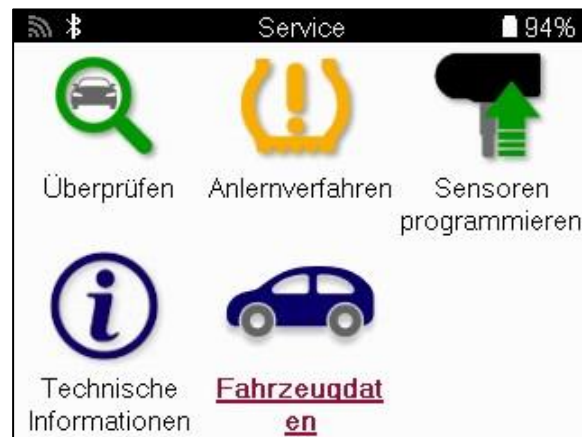 Service
94%
Überprüfen
Anlernverfahren
Sensoren
programmieren
Technische
Informationen
Fahrzeugdat
en